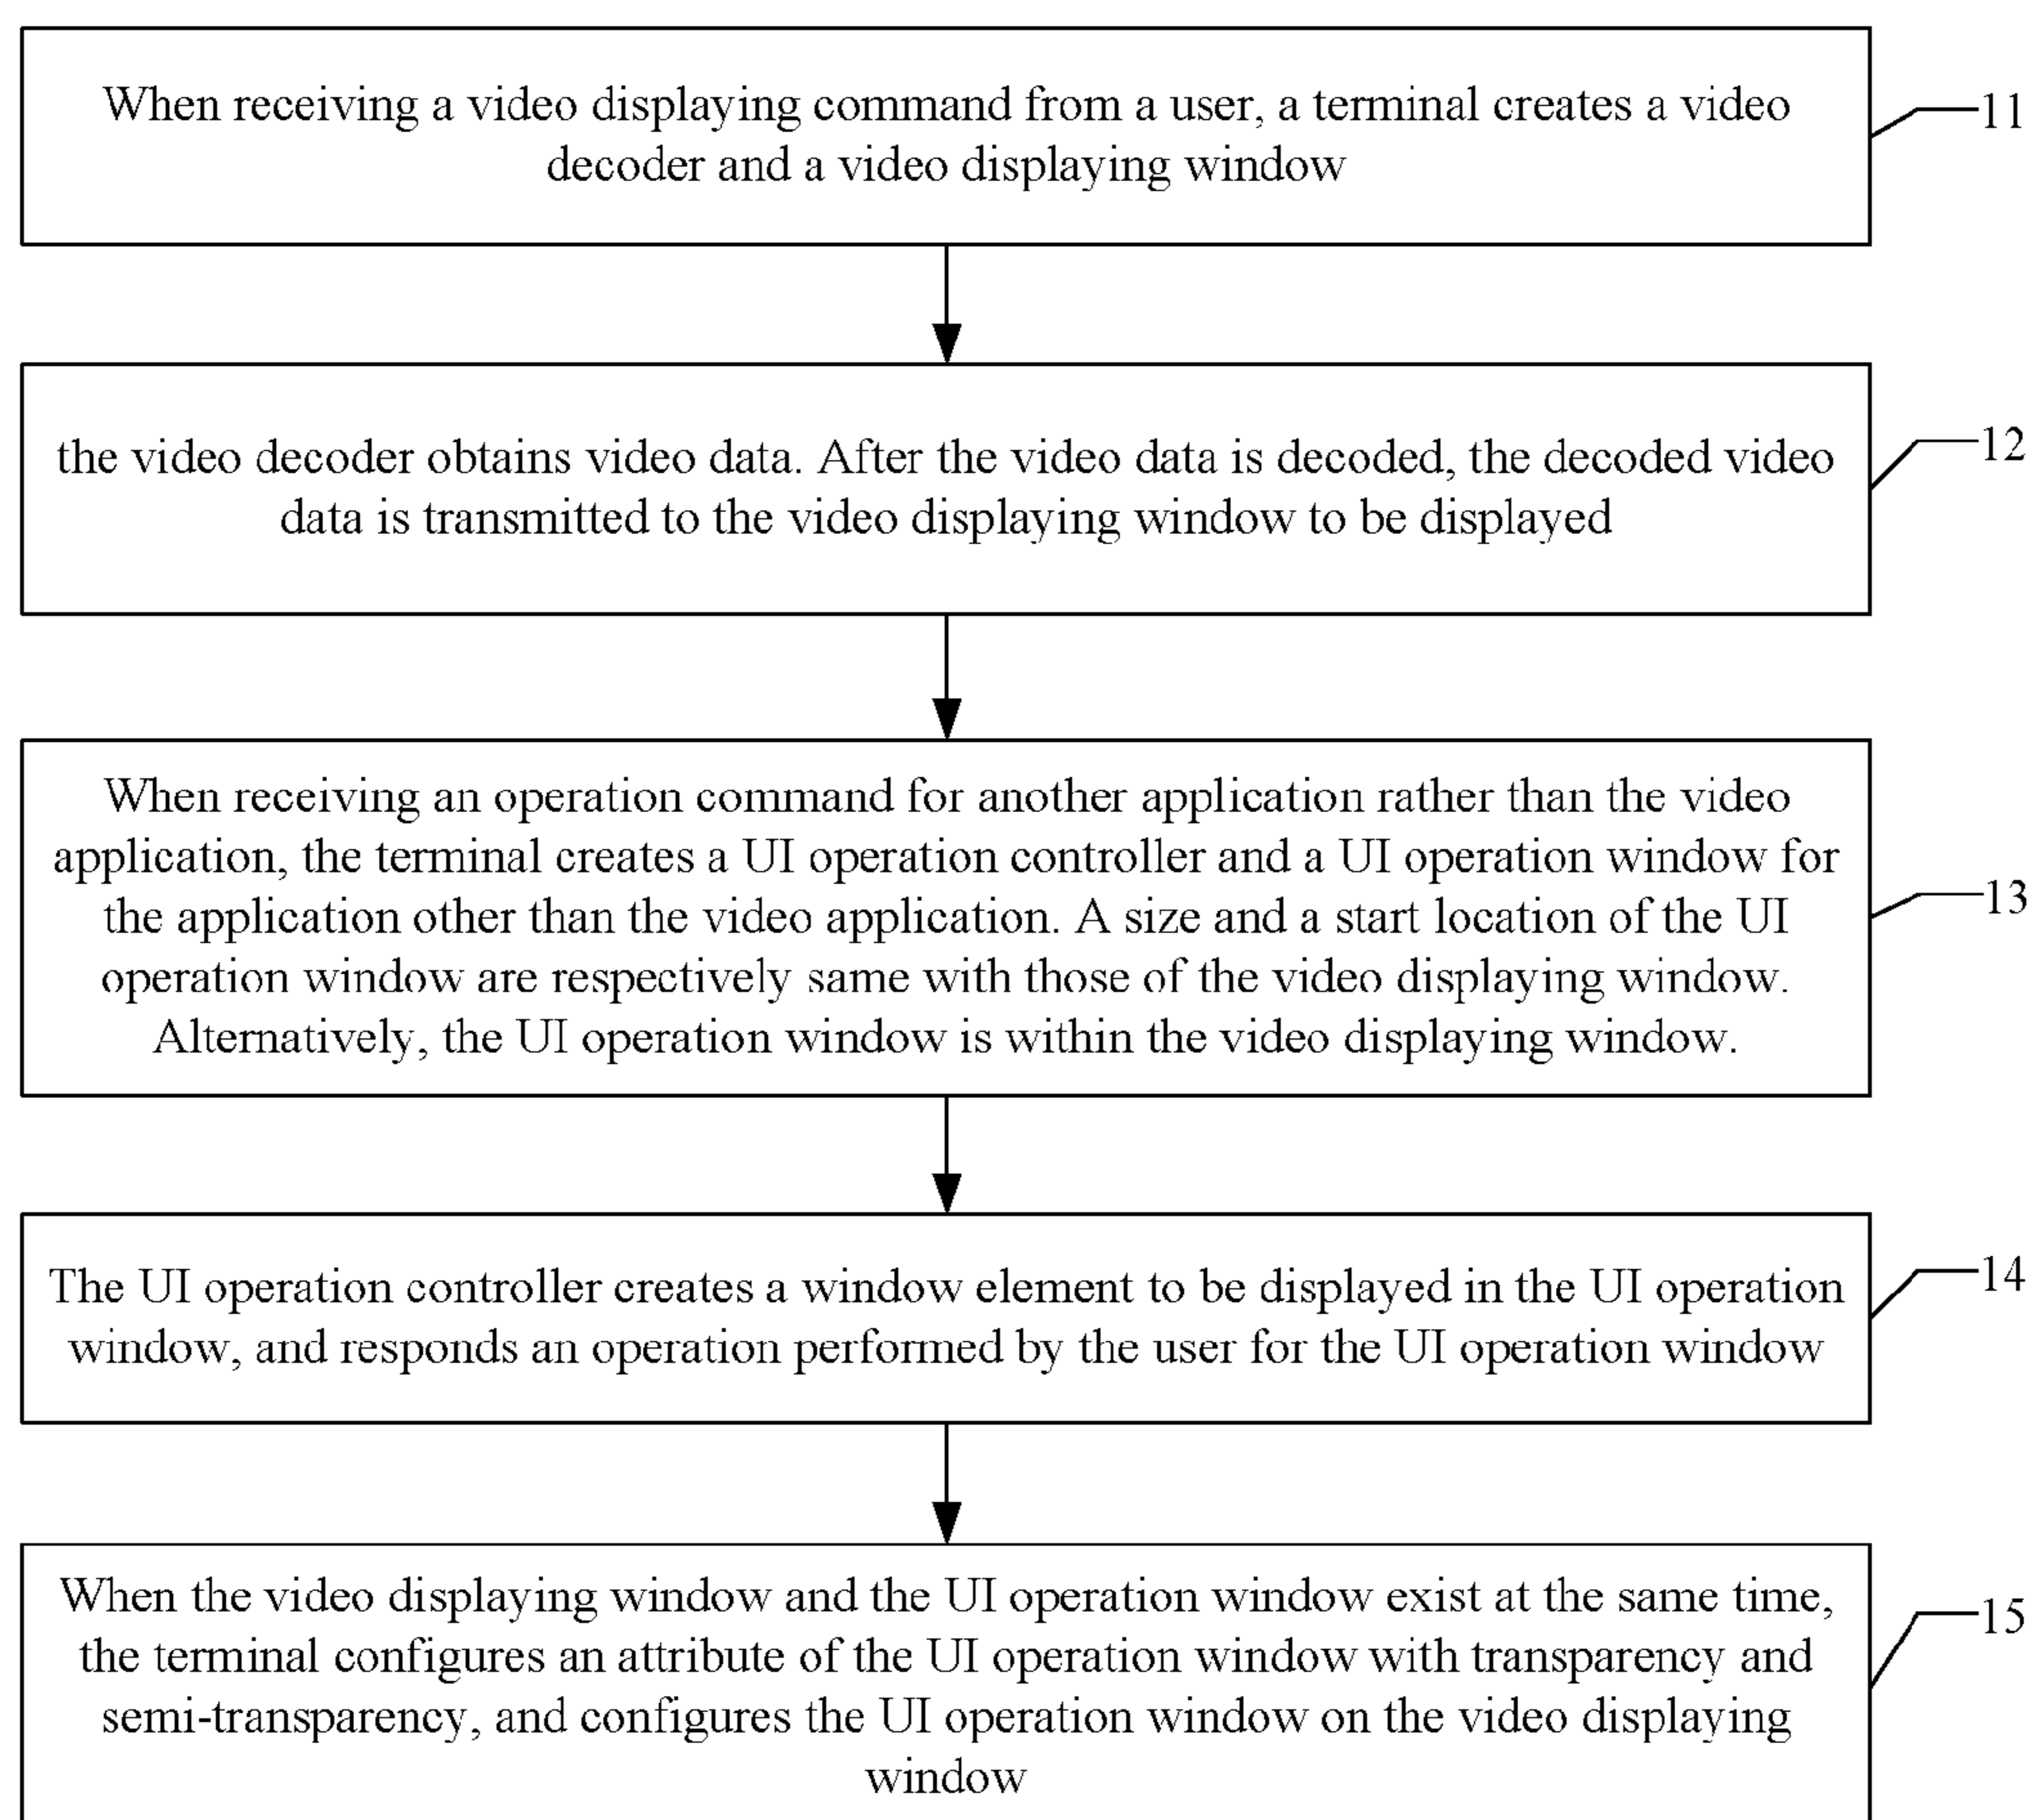 When receiving a video displaying command from a user, a terminal creates a video
decoder and a video displaying window
11
the video decoder obtains video data. After the video data is decoded, the decoded video
data is transmitted to the video displaying window to be displayed
12
When receiving an operation command for another application rather than the video
application, the terminal creates a UI operation controller and a UI operation window for
the application other than the video application. A size and a start location of the UI
operation window are respectively same with those of the video displaying window.
Alternatively, the UI operation window is within the video displaying window.
13
The UI operation controller creates a window element to be displayed in the UI operation
window, and responds an operation performed by the user for the UI operation window
14
When the video displaying window and the UI operation window exist at the same time,
the terminal configures an attribute of the UI operation window with transparency and
semi-transparency, and configures the UI operation window on the video displaying
window
15